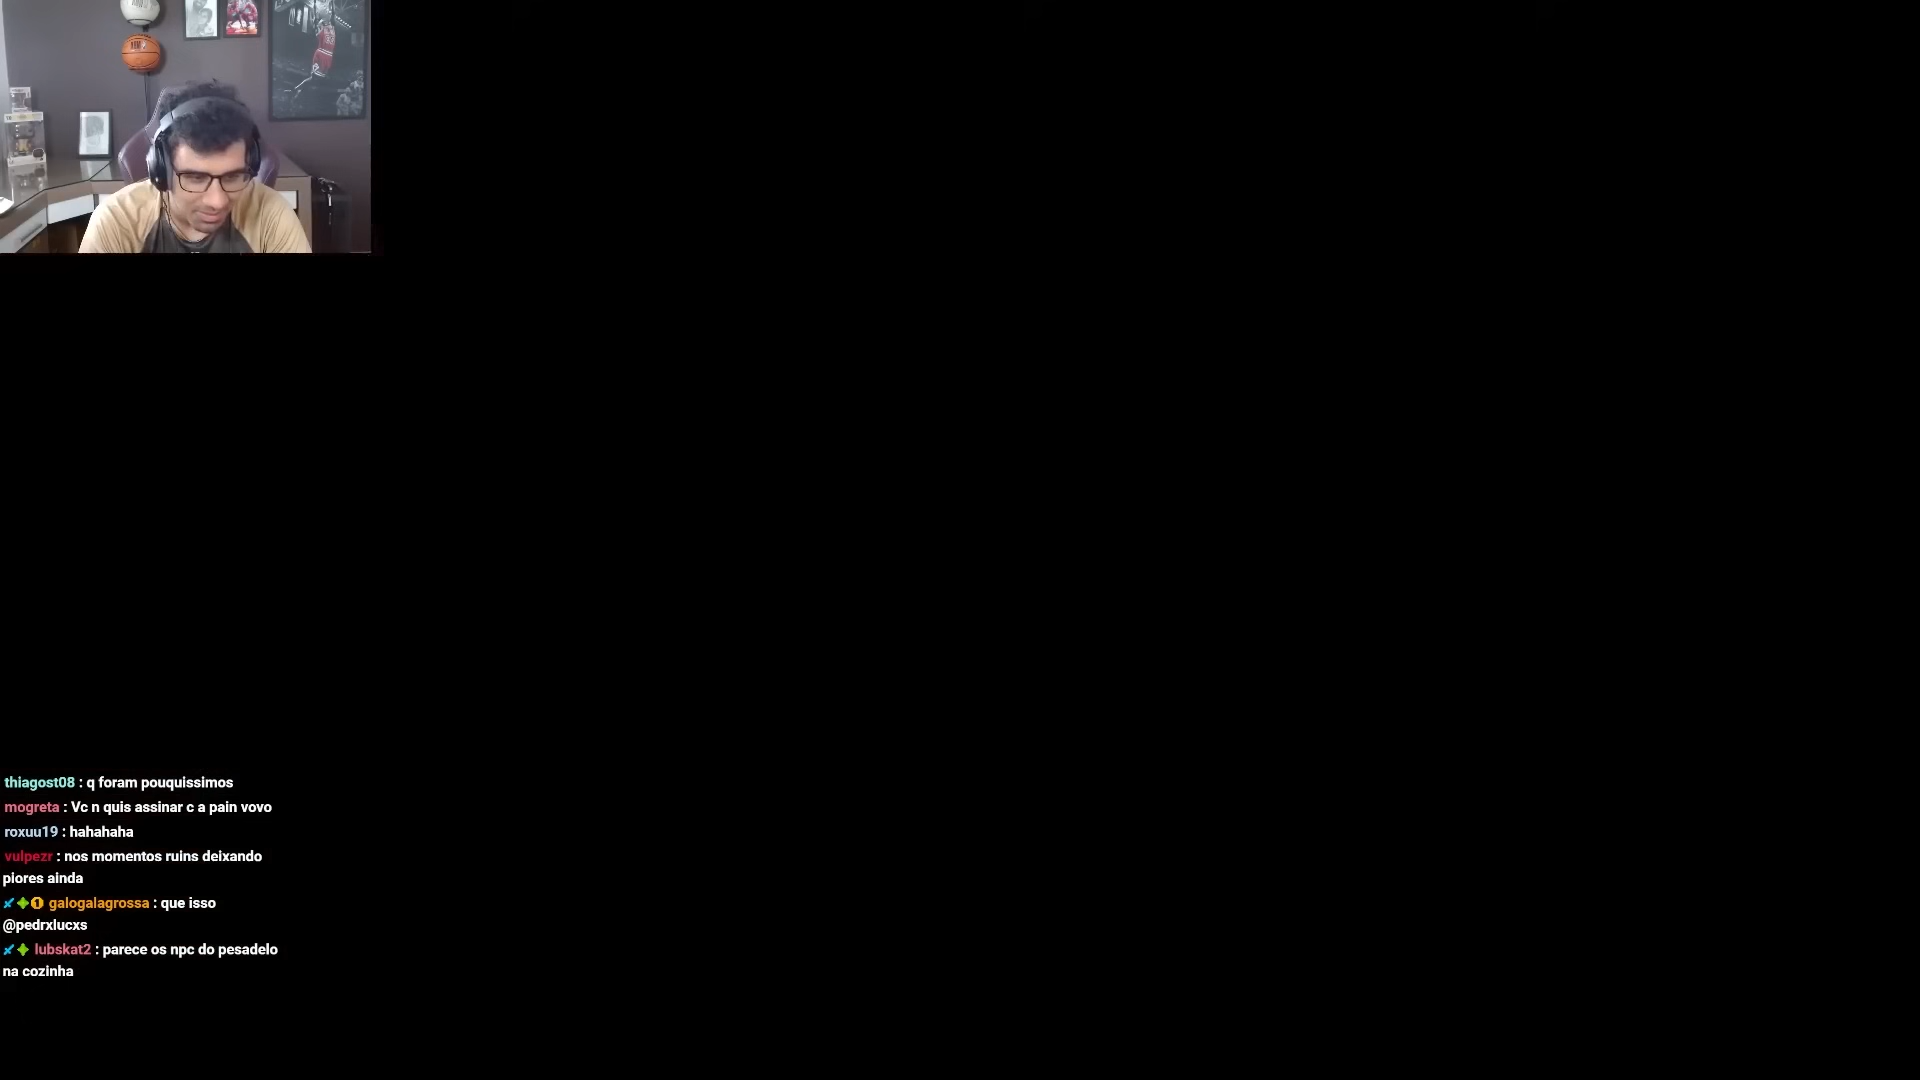 thiagost08 : q foram pouquissimos
mogreta : Vc n quis assinar c a pain vovo
roxuu19 : hahahaha
vulpezr : nos momentos ruins deixando
piores ainda
galogalagrossa : que isso
@pedrxlucxs
lubskat2 : parece os npc do pesadelo
na cozinha